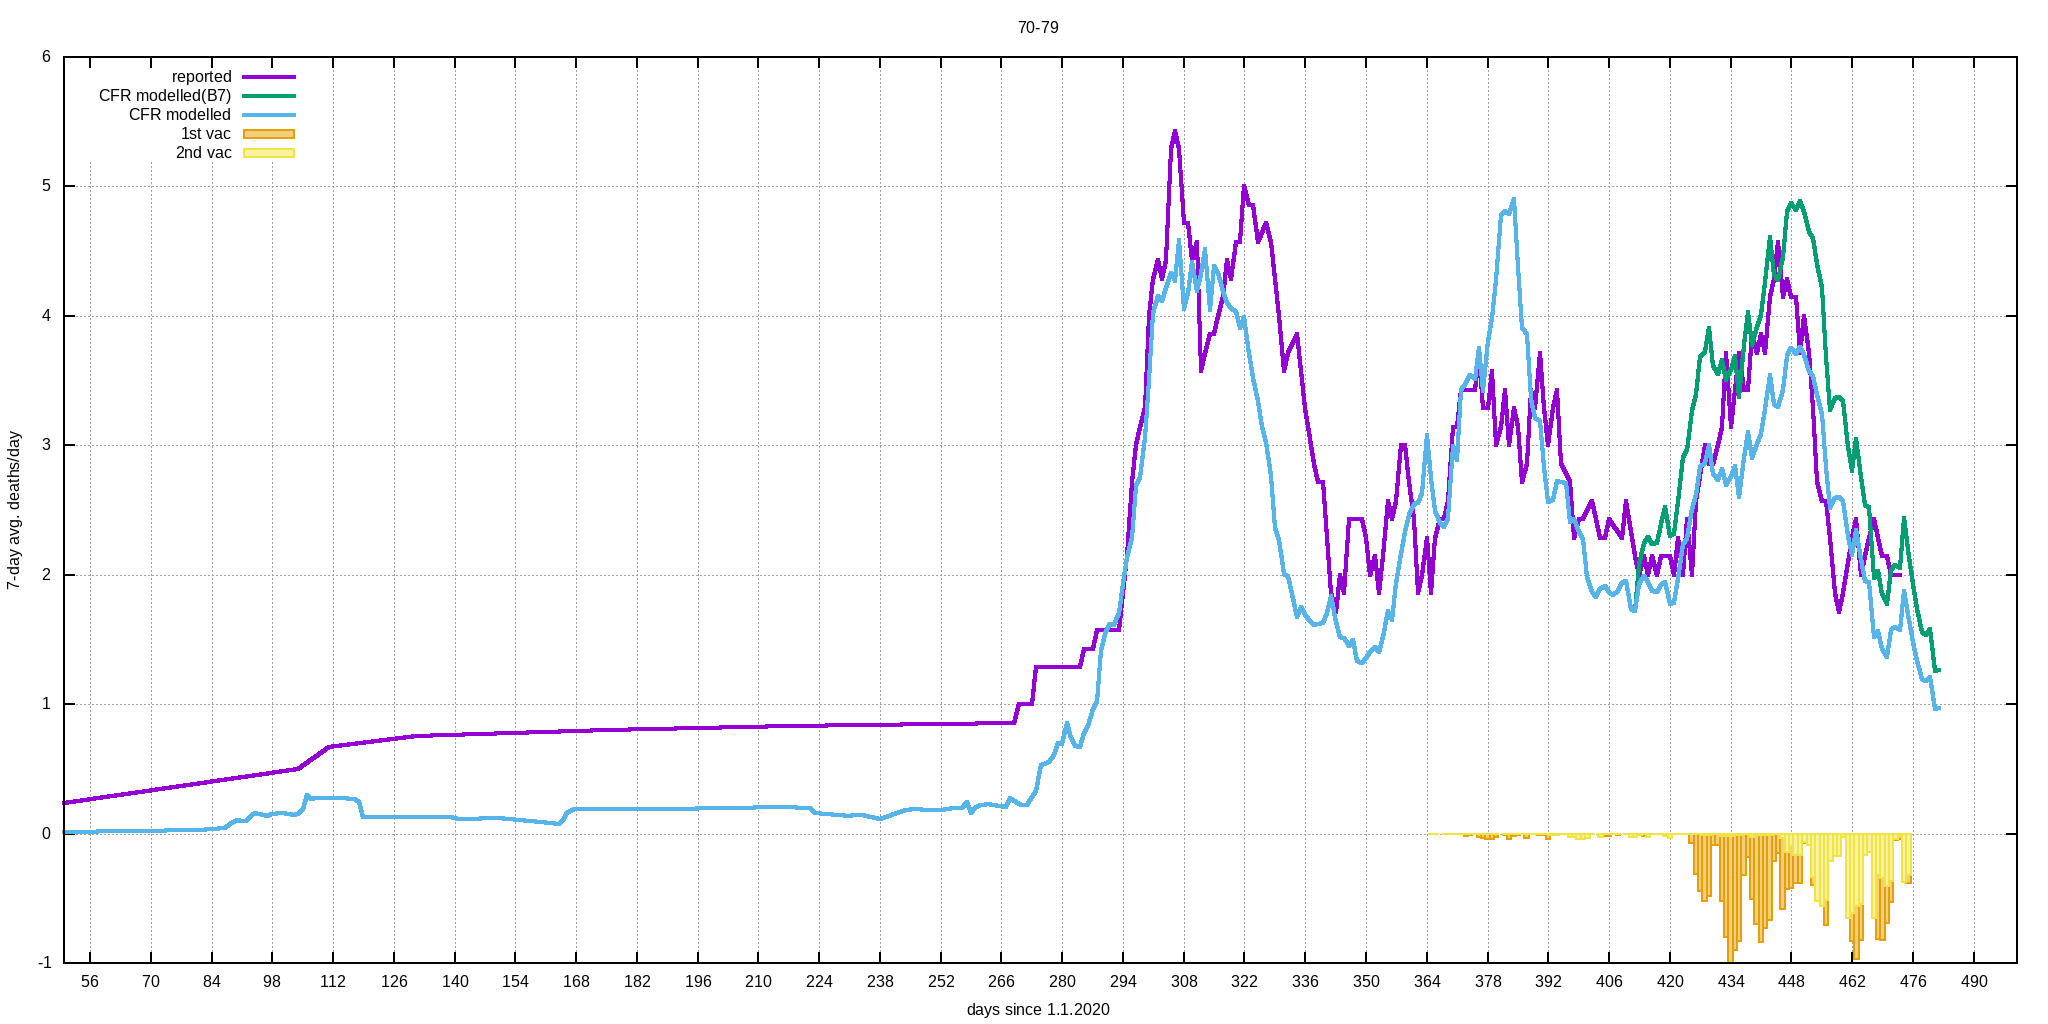 70-79
6
5
4
3
2
1
0
-1
7-day avg. deaths/day
reported
CFR modelled(B7)
CFR modelled
1st vac
2nd vac
56 70 84 98 112 126 140 154 168 182 196 210 224 238 252 266 280 294 308 322 336 350 364 378 392 406 420 434 448 462 476 490
days since 1.1.2020